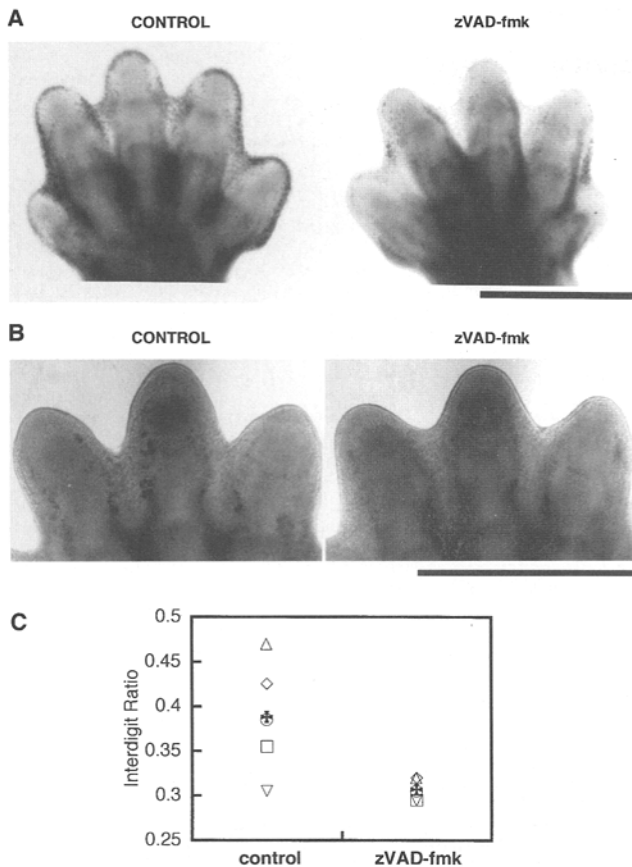 A
CONTROL
zVAD-fmk
B
CONTROL
zVAD-fmk
C
0.5
0.45
0.4
0.35
0.3
0.25
Interdigit Ratio
control
zVAD-fmk